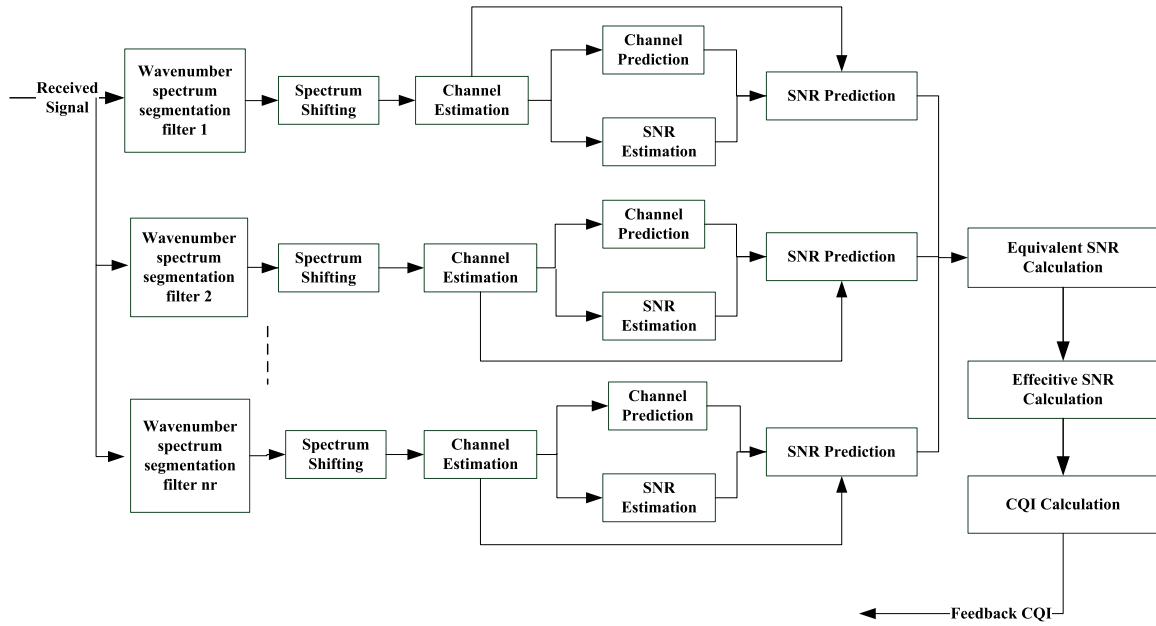 Received
Signal
Wavenumber
spectrum
segmentation
filter 1
Spectrum
Shifting
Channel
Estimation
Channel
Prediction
SNR
Estimation
SNR Prediction
Wavenumber
spectrum
segmentation
filter 2
Spectrum
Shifting
Channel
Estimation
Channel
Prediction
SNR
Estimation
SNR Prediction
Equivalent SNR
Calculation
Wavenumber
spectrum
segmentation
filter nr
Spectrum
Shifting
Channel
Estimation
Channel
Prediction
SNR
Estimation
SNR Prediction
Effecitive SNR
Calculation
CQI Calculation
Feedback CQI